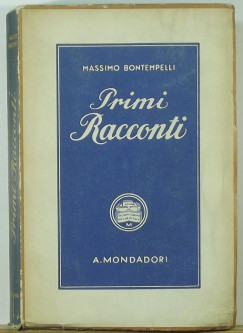 MASSIMO BONTEMPELLI
Primi
Racconti
A. MONDADORI